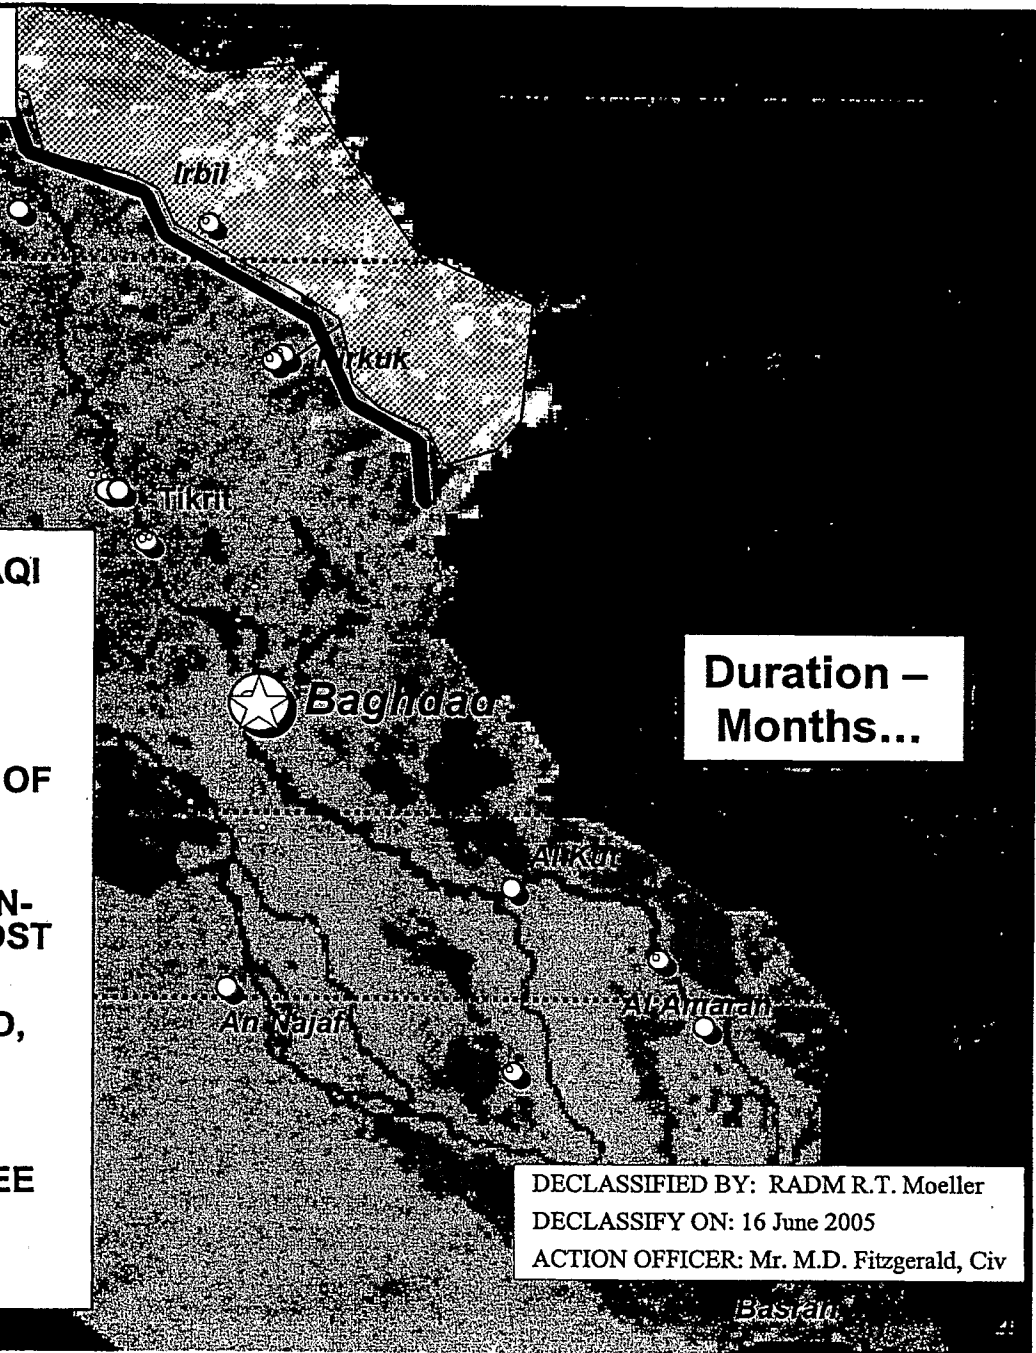 Irbil
Kirkuk
Tikrit
AQI
Baghdad
Duration –
Months...
OF
Al Kut
N-
OST
Al Amarah
An Najaf
D,
EE
DECLASSIFIED BY: RADM R.T. Moeller
DECLASSIFY ON: 16 June 2005
ACTION OFFICER: Mr. M.D. Fitzgerald, Civ
Basrah